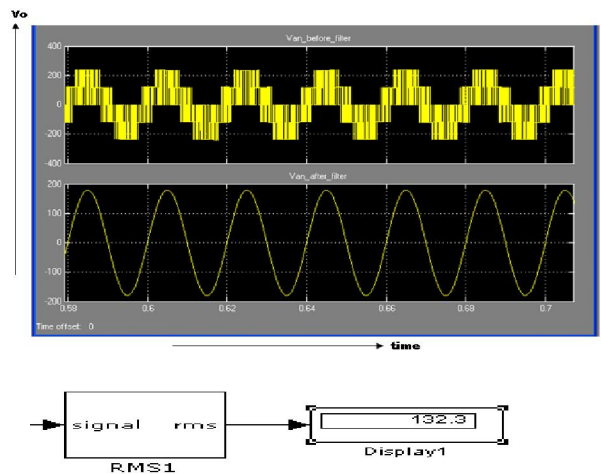 Vo
Van_before_filter
400
200
0
-200
-400
Van_after_filter
200
100
0
-100
-200
0.58 0.6 0.62 0.64 0.66 0.68 0.7
Time offset: 0
time
signal rms
132.3
RMS1
Display1